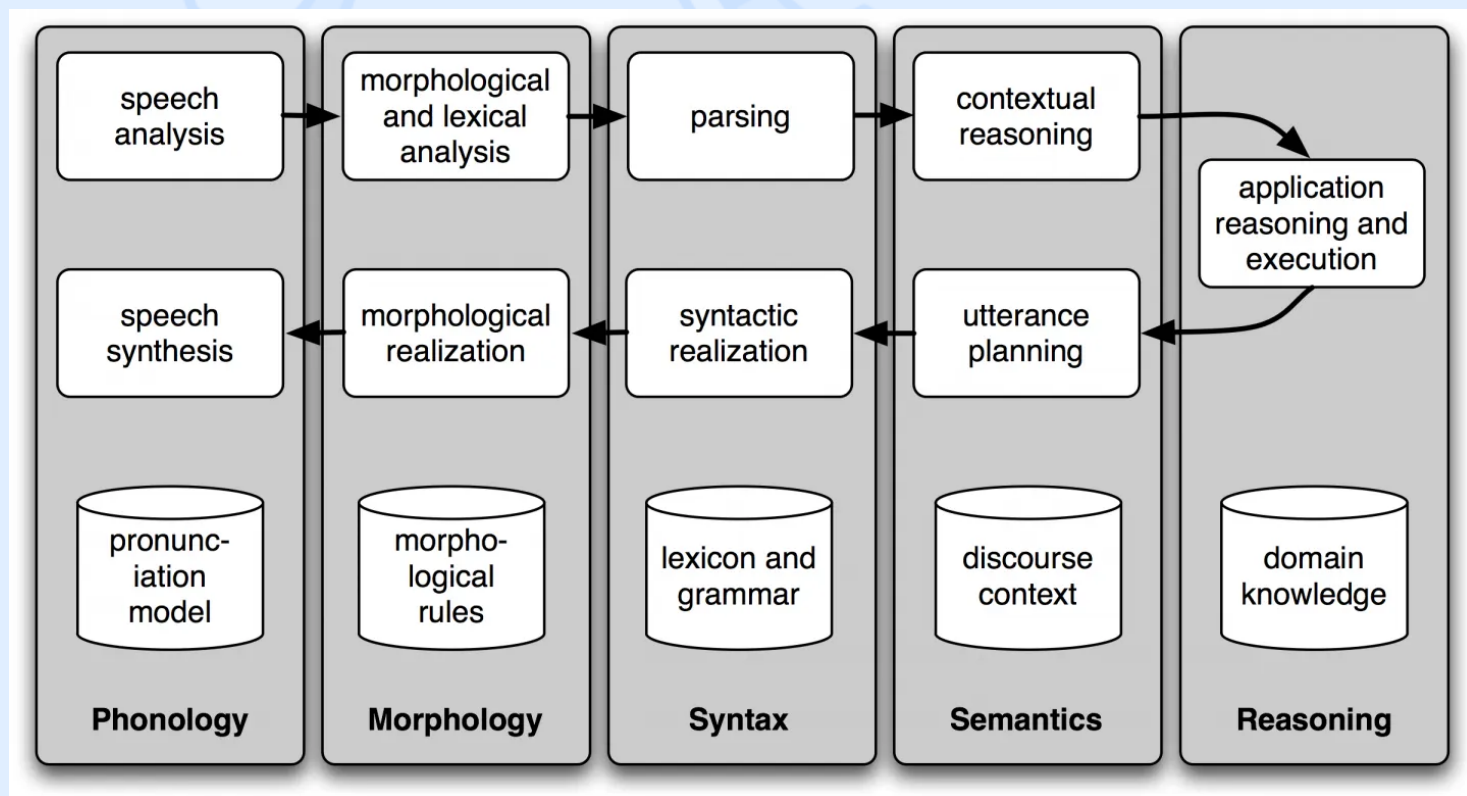 speech
analysis
morphological
and lexical
analysis
parsing
contextual
reasoning
application
reasoning and
execution
speech
synthesis
morphological
realization
syntactic
realization
utterance
planning
pronunc-
iation
model
morpho-
logical
rules
lexicon and
grammar
discourse
context
domain
knowledge
Phonology
Morphology
Syntax
Semantics
Reasoning